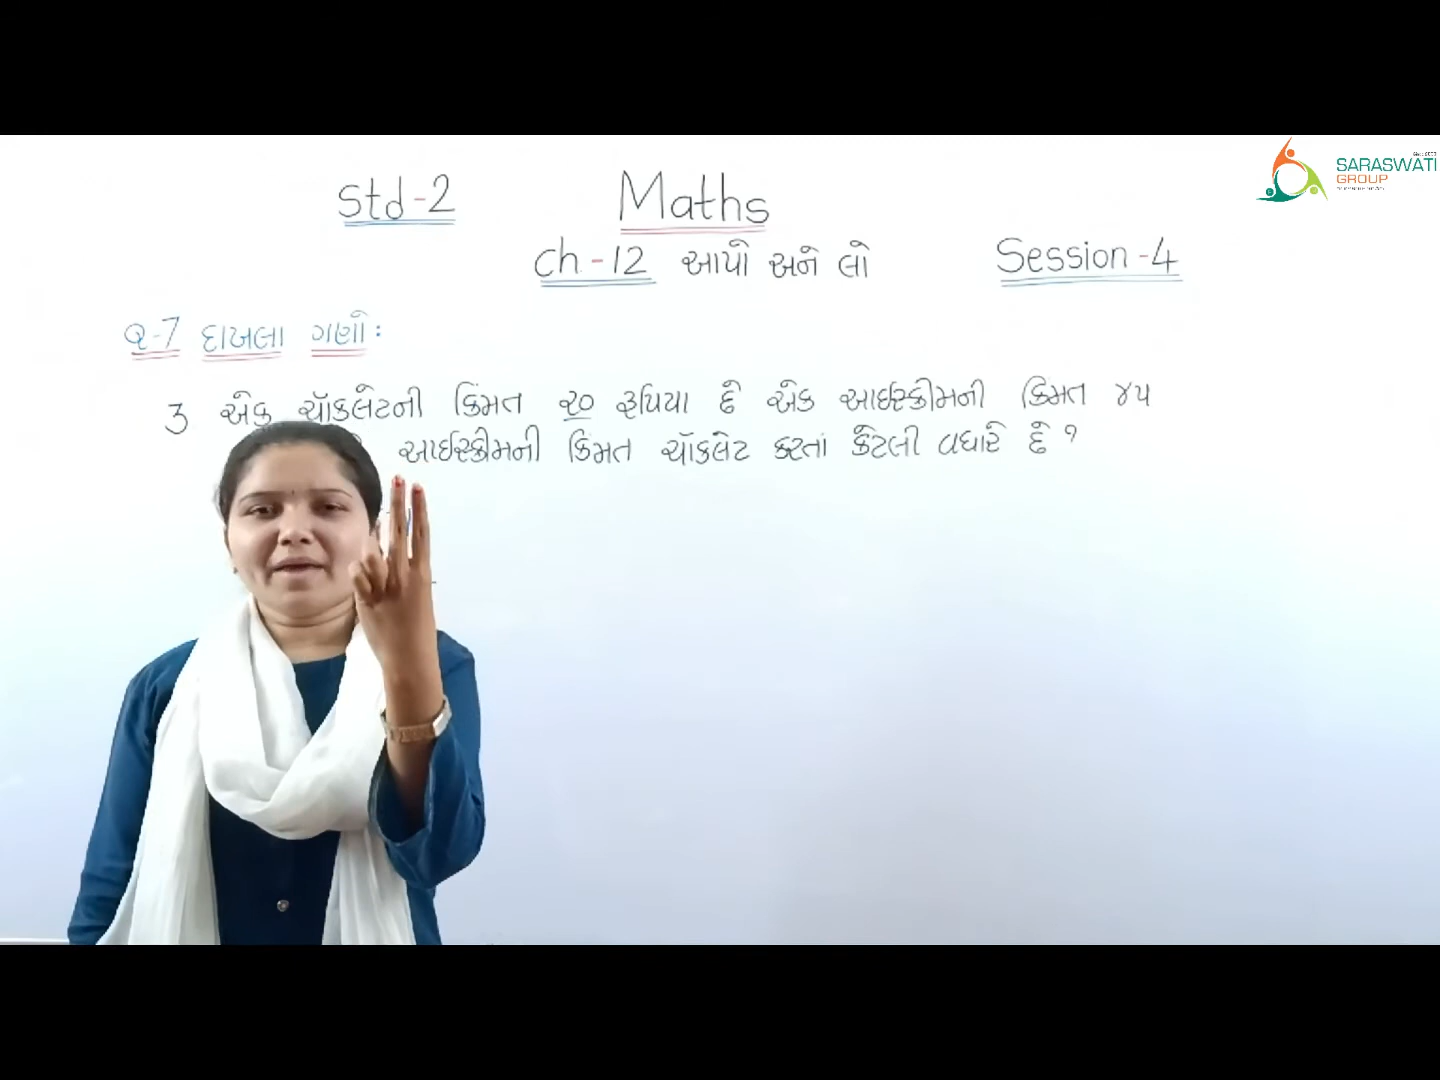 SARASWATI
GROUP
Std-2 Maths
Ch-12 આપો અને લો Session-4
Q-7 દાખલા ગણો:
3 એક ચૉકલેટની કિંમત ૨૦ રૂપિયા છે એક આઈસ્ક્રીમની કિંમત ૪૫
આઈસ્ક્રીમની કિંમત ચૉકલેટ કરતાં કેટલી વધારે છે ?